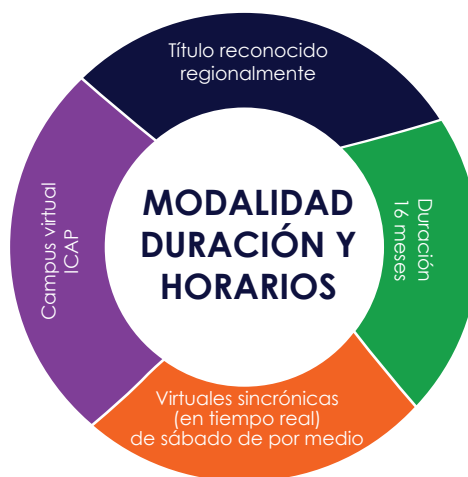 Título reconocido
regionalmente
MODALIDAD
DURACIÓN Y
HORARIOS
Duración
16 meses
Virtuales sincrónicas
(en tiempo real)
de sábado de por medio
Campus virtual
ICAP